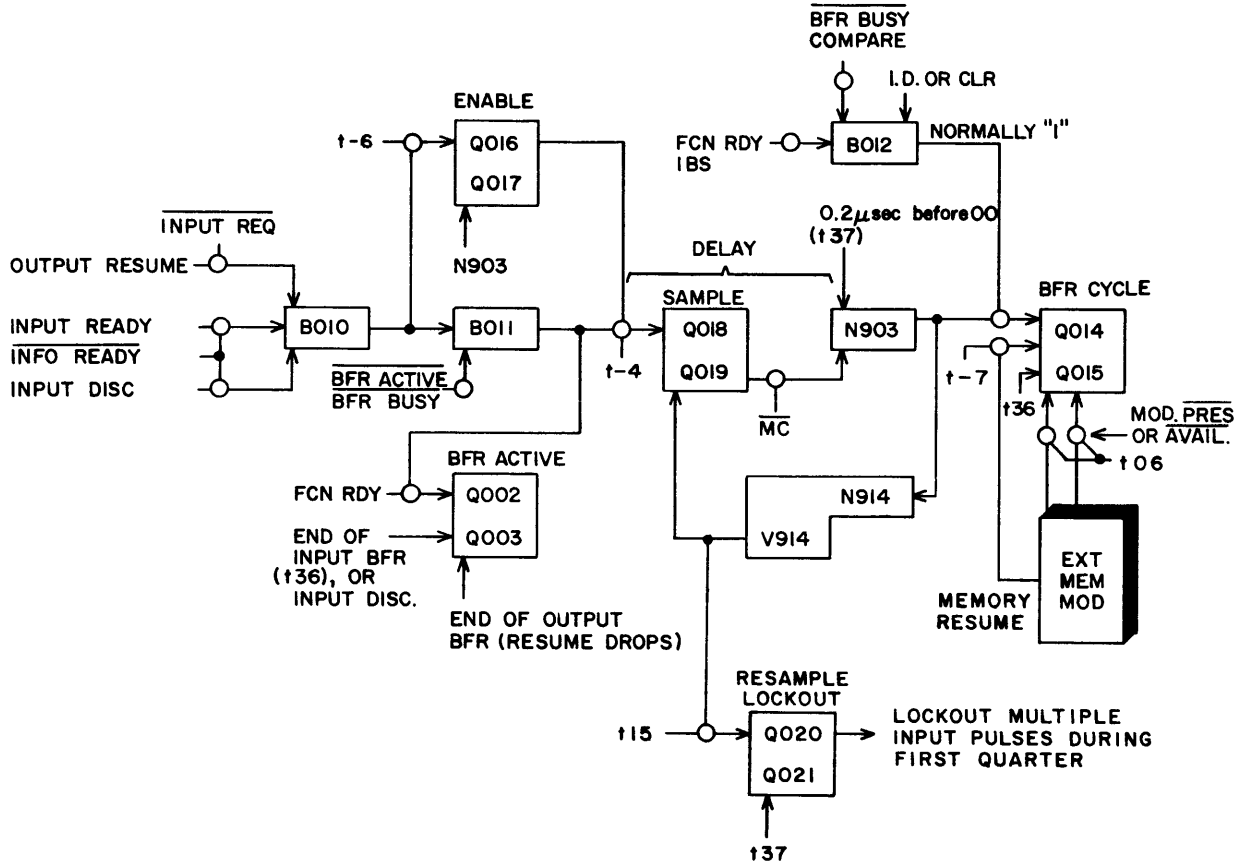 BFR BUSY
COMPARE
I.D. OR CLR
ENABLE
t-6
Q016
Q017
FCN RDY
IBS
B012
NORMALLY "I"
INPUT REQ
N903
0.2μsec before 00
(t37)
OUTPUT RESUME
DELAY
SAMPLE
BFR CYCLE
INPUT READY
INFO READY
INPUT DISC
B010
B011
Q018
Q019
N903
Q014
Q015
BFR ACTIVE
BFR BUSY
t-4
t-7
t36
MC
MOD. PRES
OR AVAIL.
t06
BFR ACTIVE
FCN RDY
Q002
Q003
N914
V914
END OF
INPUT BFR
(t36), OR
INPUT DISC.
EXT
MEM
MOD
MEMORY
RESUME
END OF OUTPUT
BFR (RESUME DROPS)
RESAMPLE
LOCKOUT
t15
Q020
Q021
LOCKOUT MULTIPLE
INPUT PULSES DURING
FIRST QUARTER
t37